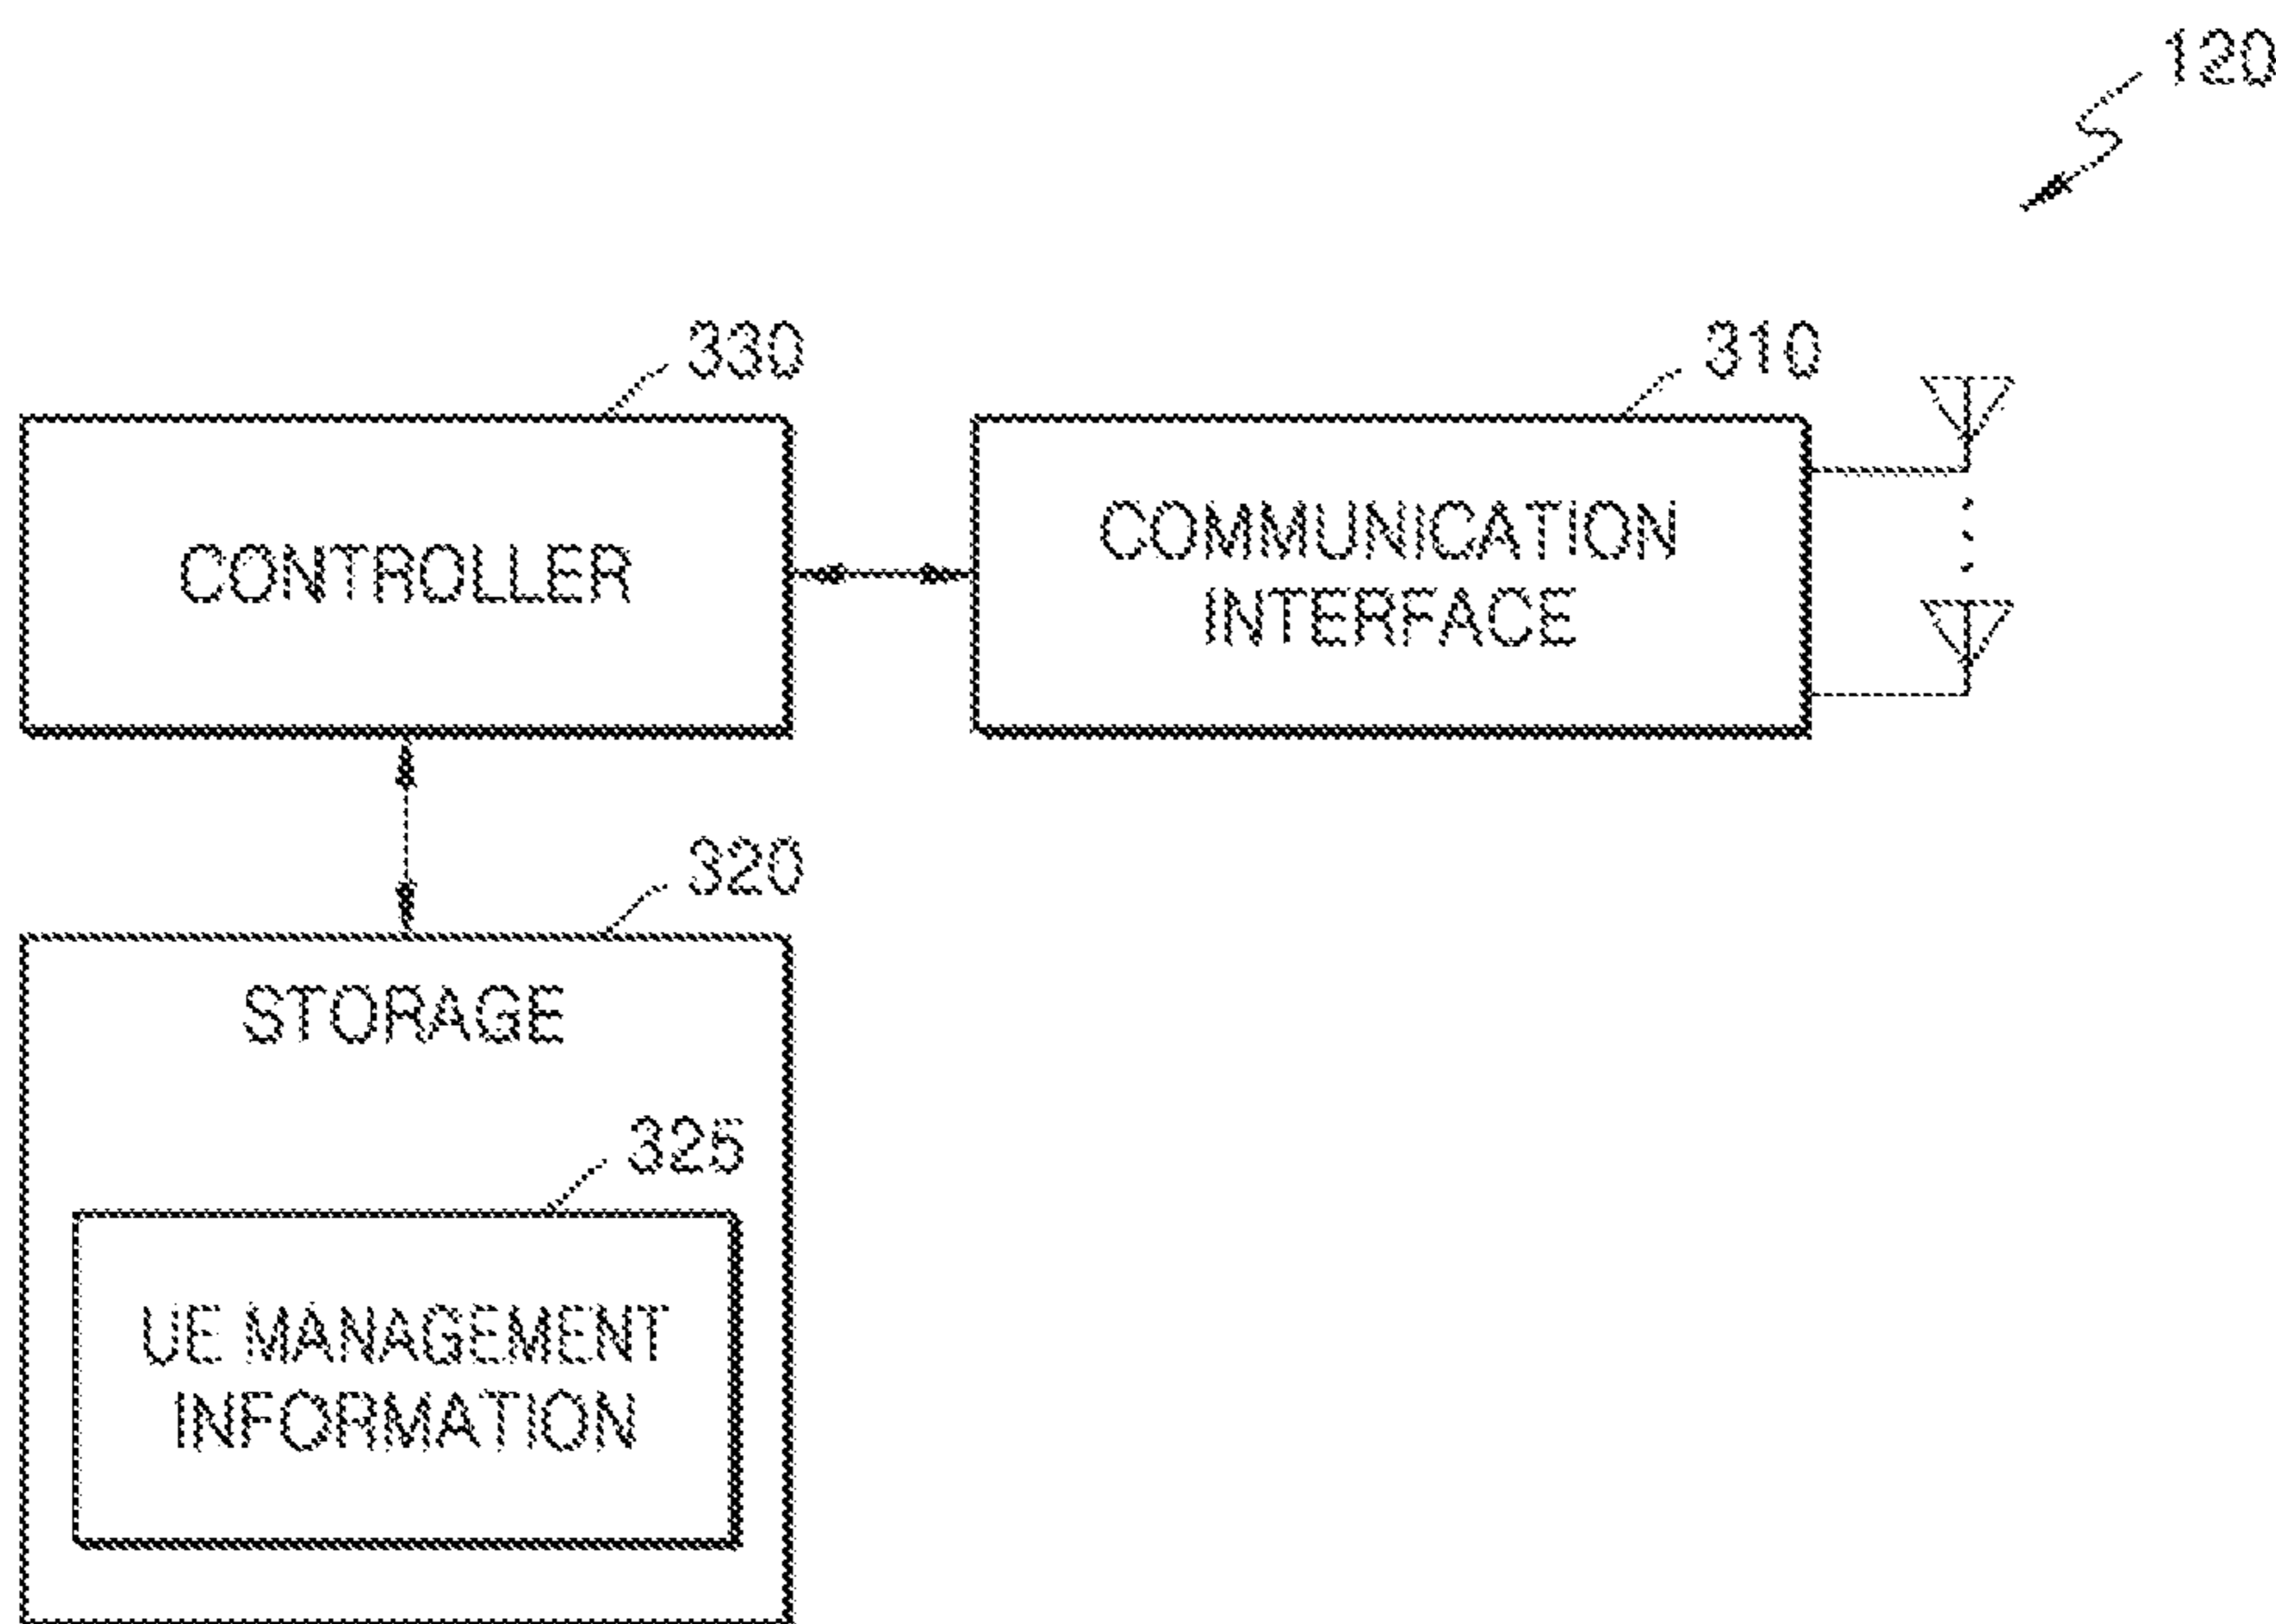 120
330
310
CONTROLLER
COMMUNICATION
INTERFACE
320
STORAGE
325
UE MANAGEMENT
INFORMATION